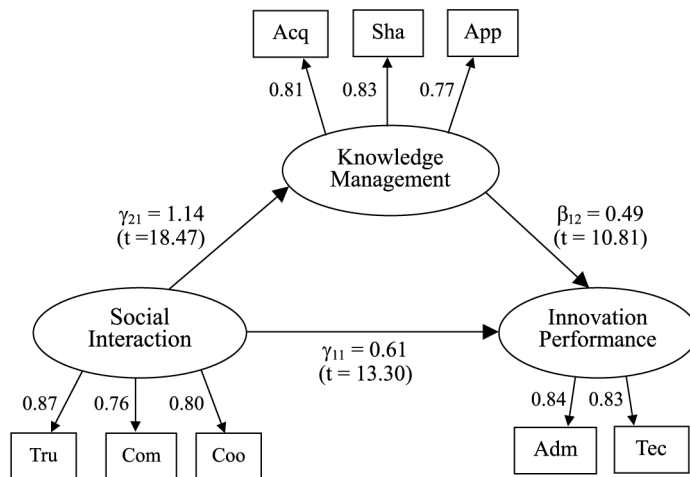 Acq Sha App
0.81 0.83 0.77
Knowledge
Management
γ₂₁ = 1.14
(t =18.47)
β₁₂ = 0.49
(t = 10.81)
Social
Interaction
γ₁₁ = 0.61
(t = 13.30)
Innovation
Performance
0.87 0.76 0.80
0.84 0.83
Tru Com Coo
Adm Tec